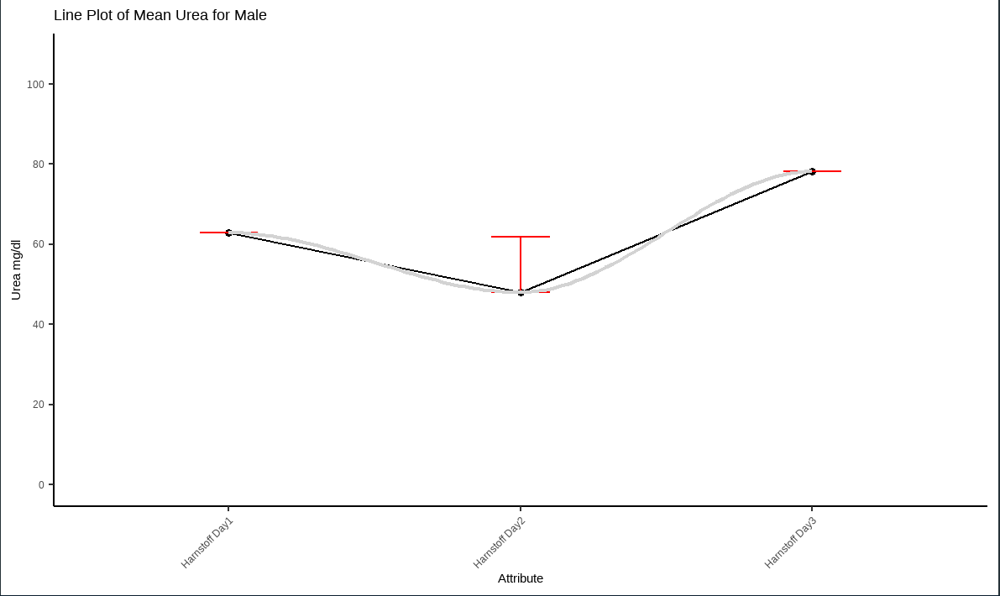 Line Plot of Mean Urea for Male
100
80
60
40
20
0
Urea mg/dl
Harnstoff Day1
Harnstoff Day2
Harnstoff Day3
Attribute